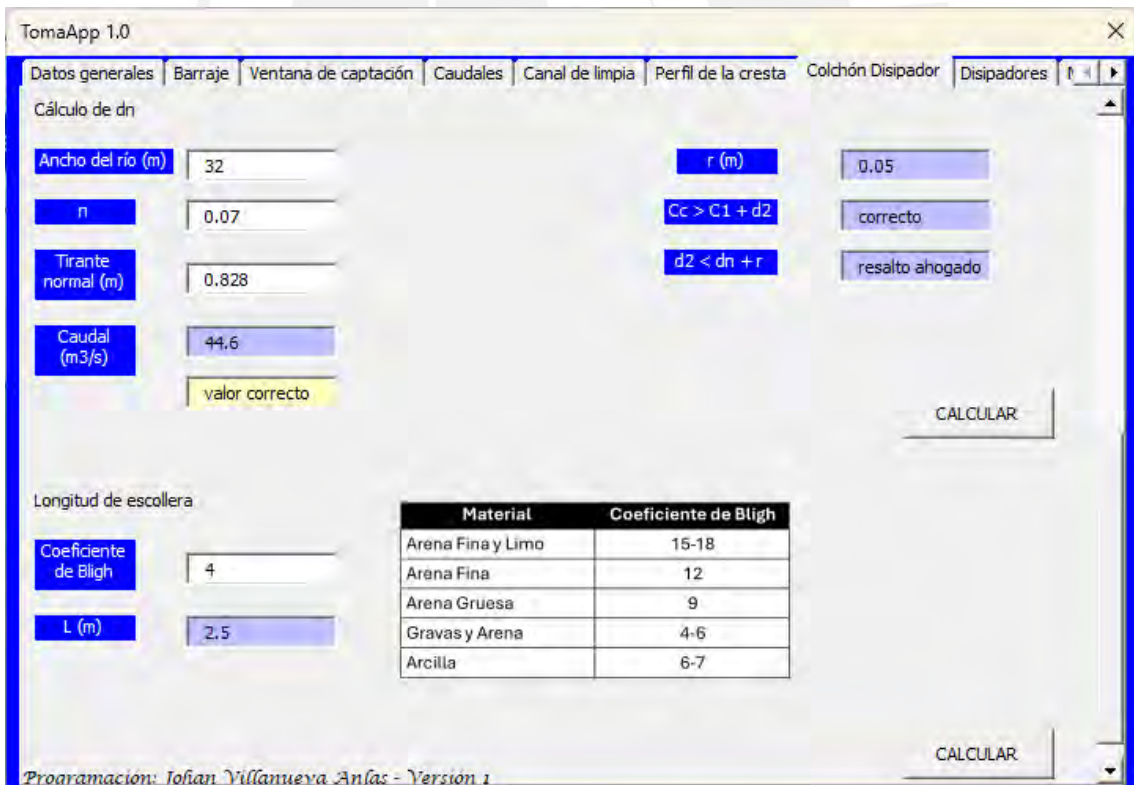 TomaApp 1.0
Datos generales Barraje Ventana de captación Caudales Canal de limpia Perfil de la cresta Colchón Disipador Disipadores
Cálculo de dn
Ancho del río (m) 32 r (m) 0.05
n 0.07 Cc > C1 + d2 correcto
Tirante normal (m) 0.828 d2 < dn + r resalto ahogado
Caudal (m3/s) 44.6
valor correcto
CALCULAR
Longitud de escollera
Material Coeficiente de Bligh
Coeficiente de Bligh 4
Arena Fina y Limo 15-18
Arena Fina 12
Arena Gruesa 9
L (m) 2.5
Gravas y Arena 4-6
Arcilla 6-7
CALCULAR
Programación: Johan Villanueva Anlas - Versión 1